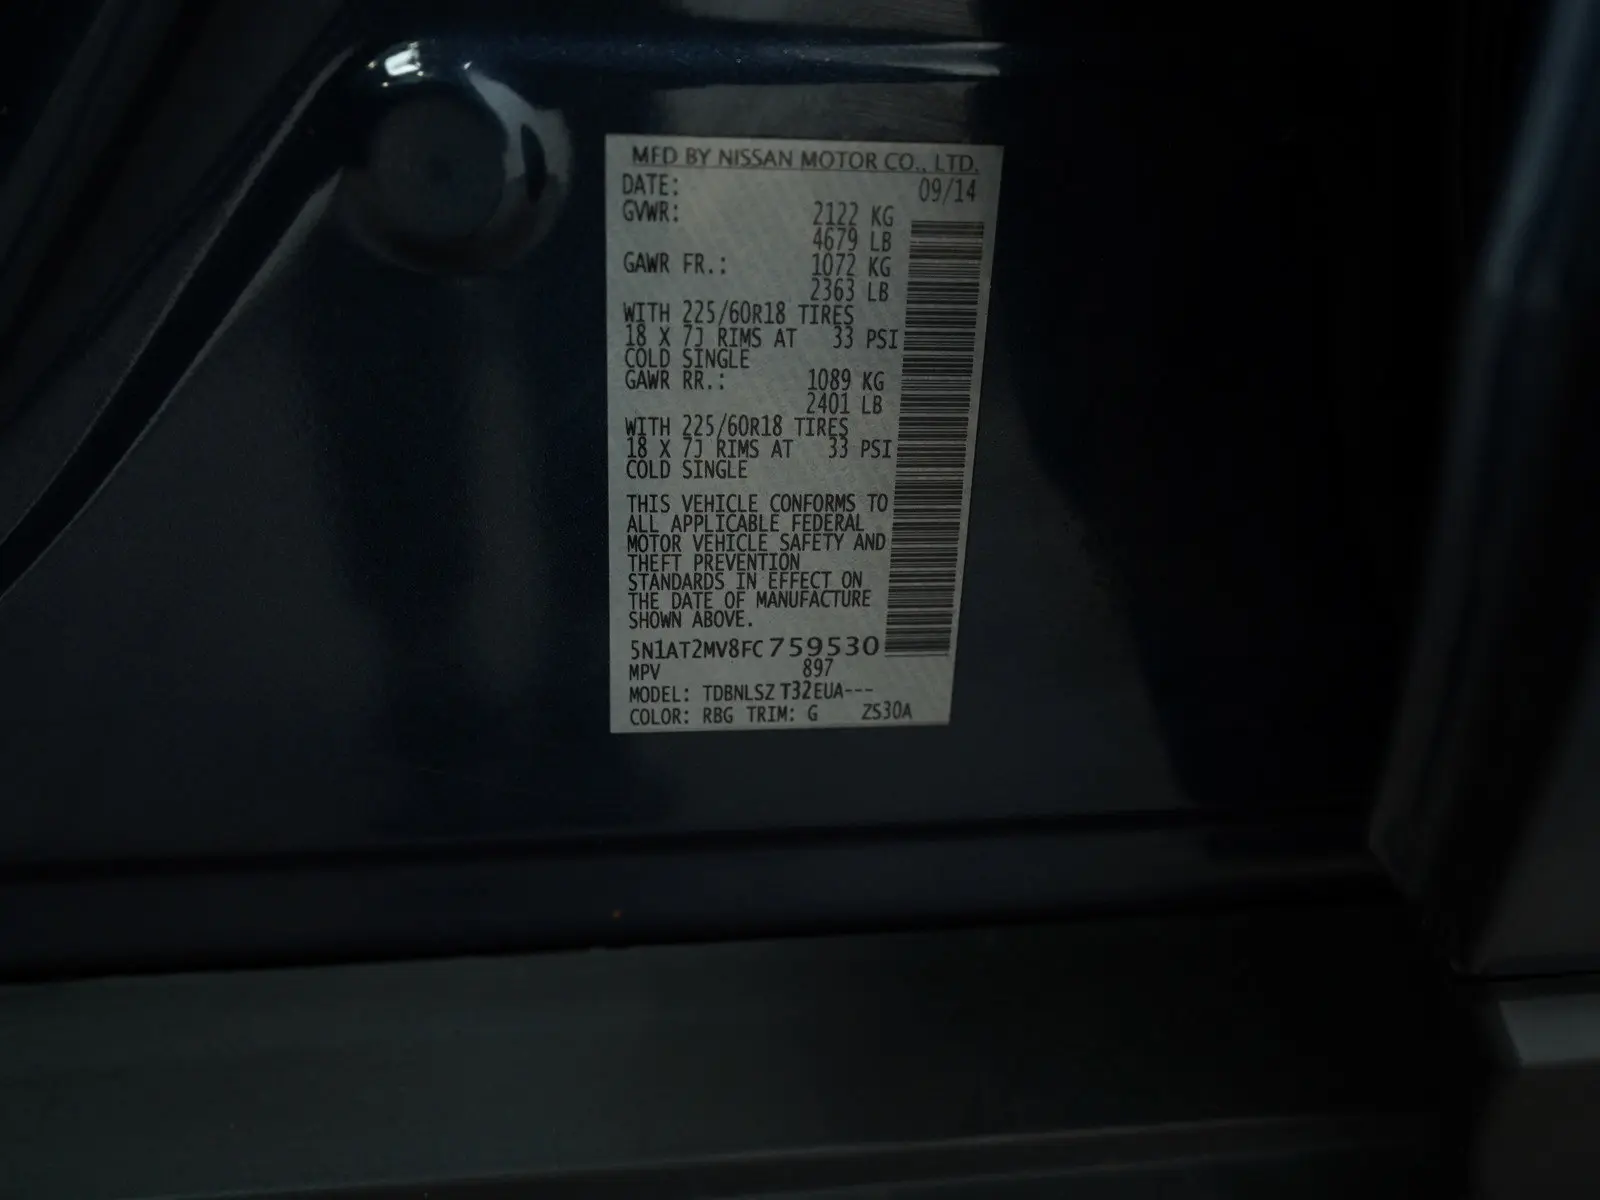 MFD BY NISSAN MOTOR CO., LTD.
DATE: 09/14
GVWR: 2122 KG
4679 LB
GAWR FR.: 1072 KG
2363 LB
WITH 225/60R18 TIRES
18 X 7J RIMS AT 33 PSI
COLD SINGLE
GAWR RR.: 1089 KG
2401 LB
WITH 225/60R18 TIRES
18 X 7J RIMS AT 33 PSI
COLD SINGLE
THIS VEHICLE CONFORMS TO
ALL APPLICABLE FEDERAL
MOTOR VEHICLE SAFETY AND
THEFT PREVENTION
STANDARDS IN EFFECT ON
THE DATE OF MANUFACTURE
SHOWN ABOVE.
5N1AT2MV8FC759530
MPV 897
MODEL: TDBNLSZ T32EUA---
COLOR: RBG TRIM: G ZS30A